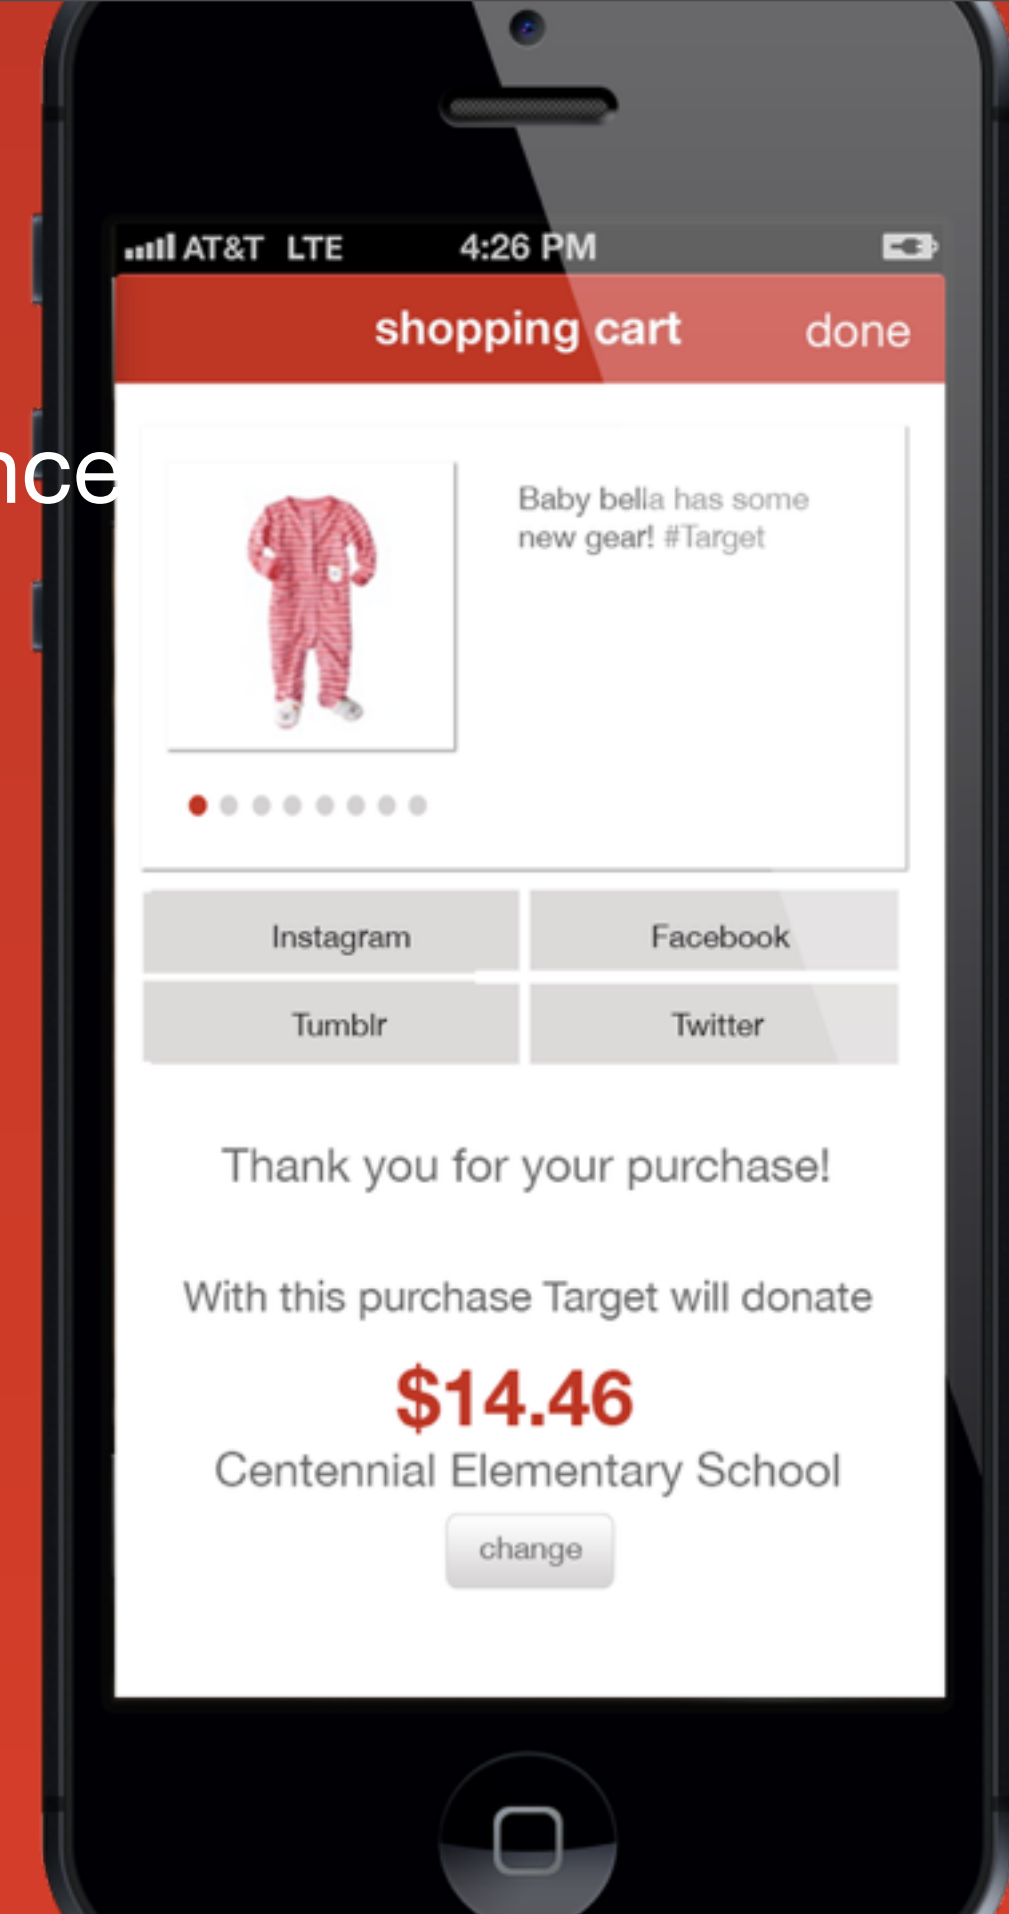 AT&T LTE 4:26 PM
shopping cart done
Baby bella has some
new gear! #Target
Instagram Facebook
Tumblr Twitter
Thank you for your purchase!
With this purchase Target will donate
$14.46
Centennial Elementary School
change